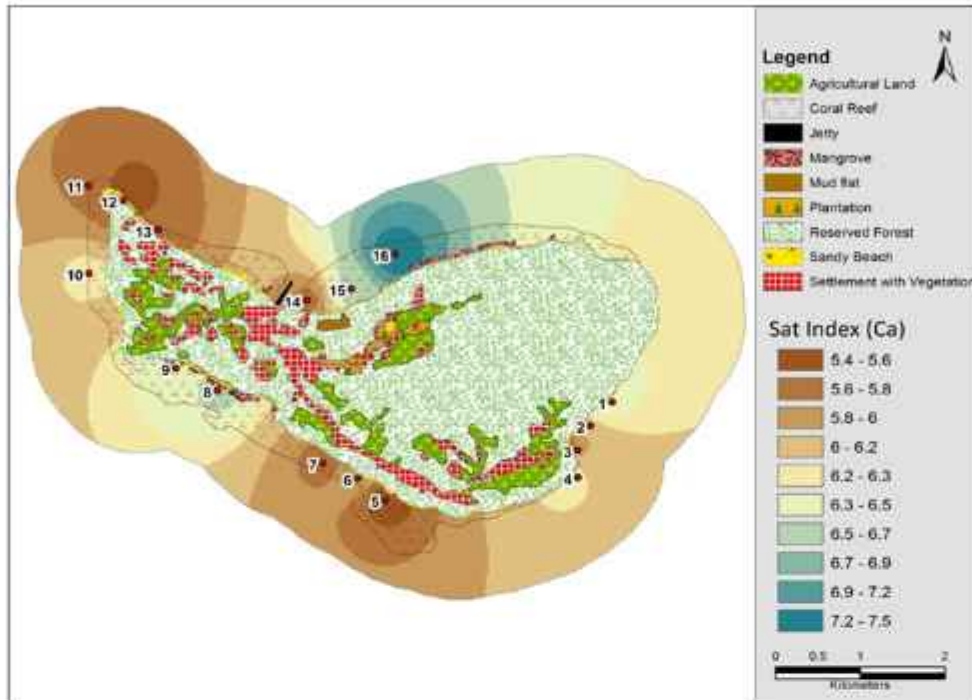 N
Legend
Agricultural Land
Coral Reef
Jetty
Mangrove
Mud flat
Plantation
Reserved Forest
Sandy Beach
Settlement with Vegetation
Sat Index (Ca)
5.4 - 5.6
5.6 - 5.8
5.8 - 6
6 - 6.2
6.2 - 6.3
6.3 - 6.5
6.5 - 6.7
6.7 - 6.9
6.9 - 7.2
7.2 - 7.5
0 0.5 1 2
Kilometers
11
12
13
16
10
15
14
9
8
1
2
3
7
6
4
5